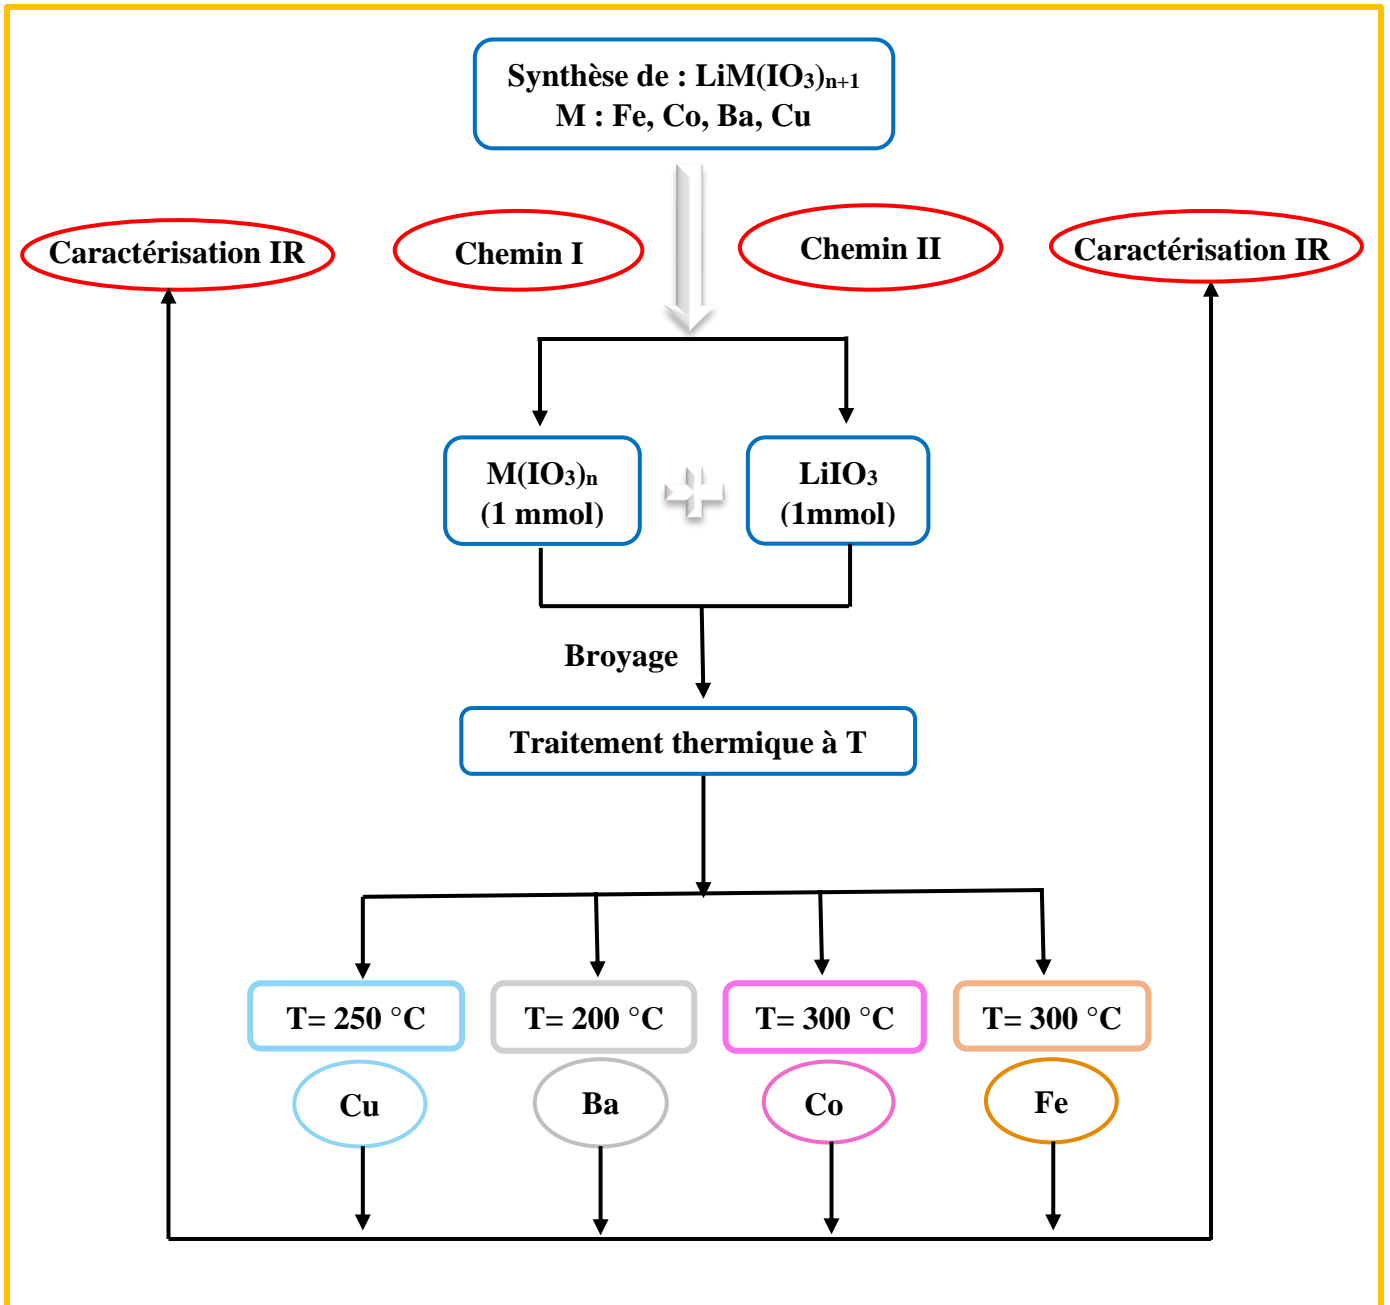 Synthèse de : LiM(IO₃)ₙ₊₁
M : Fe, Co, Ba, Cu
Caractérisation IR
Chemin I
Chemin II
Caractérisation IR
M(IO₃)ₙ
(1 mmol)
LiIO₃
(1mmol)
Broyage
Traitement thermique à T
T= 250 °C
T= 200 °C
T= 300 °C
T= 300 °C
Cu
Ba
Co
Fe